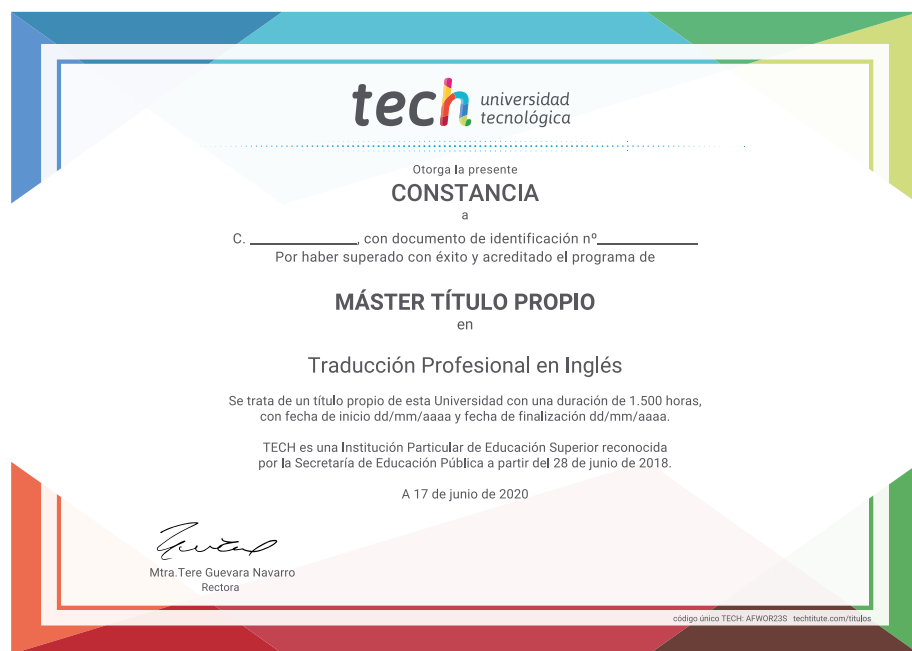 tech universidad
tecnológica
Otorga la presente
CONSTANCIA
a
C. ______________, con documento de identificación nº_____________
Por haber superado con éxito y acreditado el programa de
MÁSTER TÍTULO PROPIO
en
Traducción Profesional en Inglés
Se trata de un título propio de esta Universidad con una duración de 1.500 horas,
con fecha de inicio dd/mm/aaaa y fecha de finalización dd/mm/aaaa.
TECH es una Institución Particular de Educación Superior reconocida
por la Secretaría de Educación Pública a partir del 28 de junio de 2018.
A 17 de junio de 2020
Mtra.Tere Guevara Navarro
Rectora
código único TECH: AFWOR23S techtitute.com/titulos